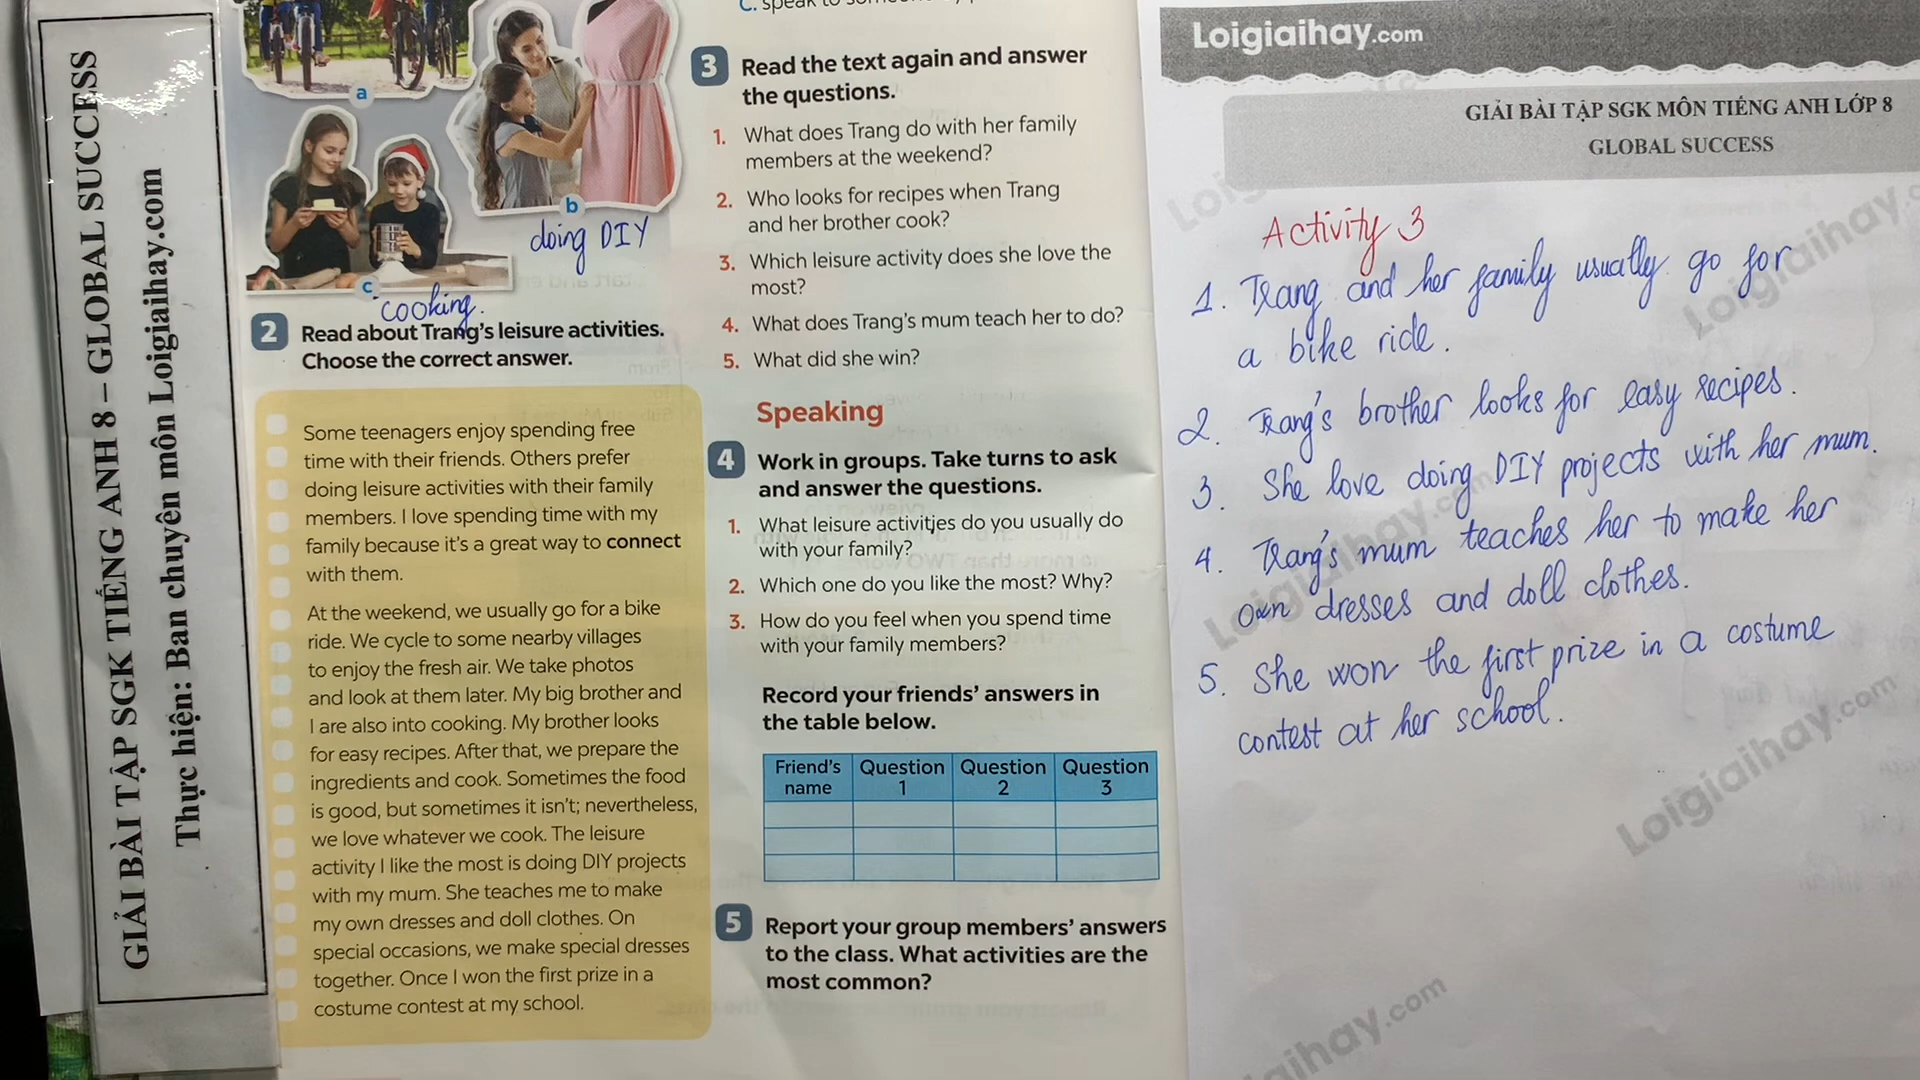 GIẢI BÀI TẬP SGK TIẾNG ANH 8 – GLOBAL SUCCESS
Thực hiện: Ban chuyên môn Loigiaihay.com
a
b
doing DIY
c
cooking.
2 Read about Trang's leisure activities.
Choose the correct answer.
Some teenagers enjoy spending free
time with their friends. Others prefer
doing leisure activities with their family
members. I love spending time with my
family because it's a great way to connect
with them.
At the weekend, we usually go for a bike
ride. We cycle to some nearby villages
to enjoy the fresh air. We take photos
and look at them later. My big brother and
I are also into cooking. My brother looks
for easy recipes. After that, we prepare the
ingredients and cook. Sometimes the food
is good, but sometimes it isn't; nevertheless,
we love whatever we cook. The leisure
activity I like the most is doing DIY projects
with my mum. She teaches me to make
my own dresses and doll clothes. On
special occasions, we make special dresses
together. Once I won the first prize in a
costume contest at my school.
C. speak to
3 Read the text again and answer
the questions.
1. What does Trang do with her family
members at the weekend?
2. Who looks for recipes when Trang
and her brother cook?
3. Which leisure activity does she love the
most?
4. What does Trang's mum teach her to do?
5. What did she win?
Speaking
4 Work in groups. Take turns to ask
and answer the questions.
1. What leisure activities do you usually do
with your family?
2. Which one do you like the most? Why?
3. How do you feel when you spend time
with your family members?
Record your friends' answers in
the table below.
Friend's name Question 1 Question 2 Question 3
5 Report your group members' answers
to the class. What activities are the
most common?
Loigiaihay.com
GIẢI BÀI TẬP SGK MÔN TIẾNG ANH LỚP 8
GLOBAL SUCCESS
Activity 3
1. Trang and her family usually go for
a bike ride.
2. Trang's brother looks for easy recipes.
3. She love doing DIY projects with her mum.
4. Trang's mum teaches her to make her
own dresses and doll clothes.
5. She won the first prize in a costume
contest at her school.
Loigiaihay.com
Loigiaihay.com
Loigiaihay.com